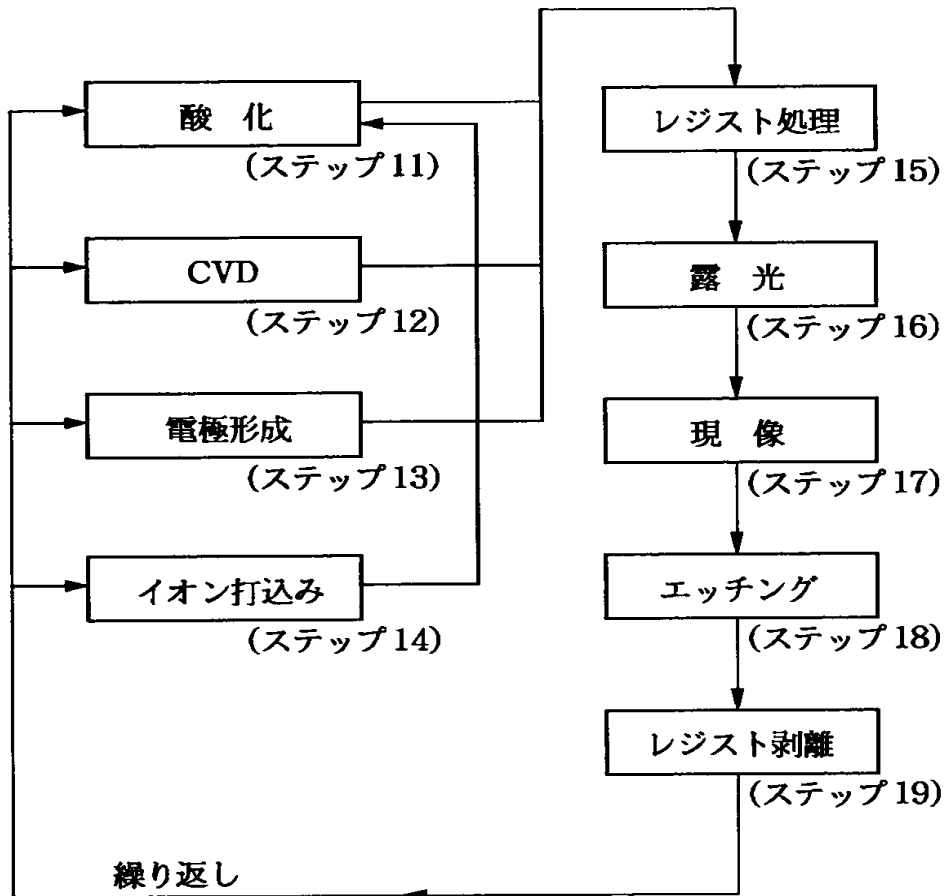 酸 化
(ステップ11)
CVD
(ステップ12)
電極形成
(ステップ13)
イオン打込み
(ステップ14)
レジスト処理
(ステップ15)
露 光
(ステップ16)
現 像
(ステップ17)
エッチング
(ステップ18)
レジスト剥離
(ステップ19)
繰り返し